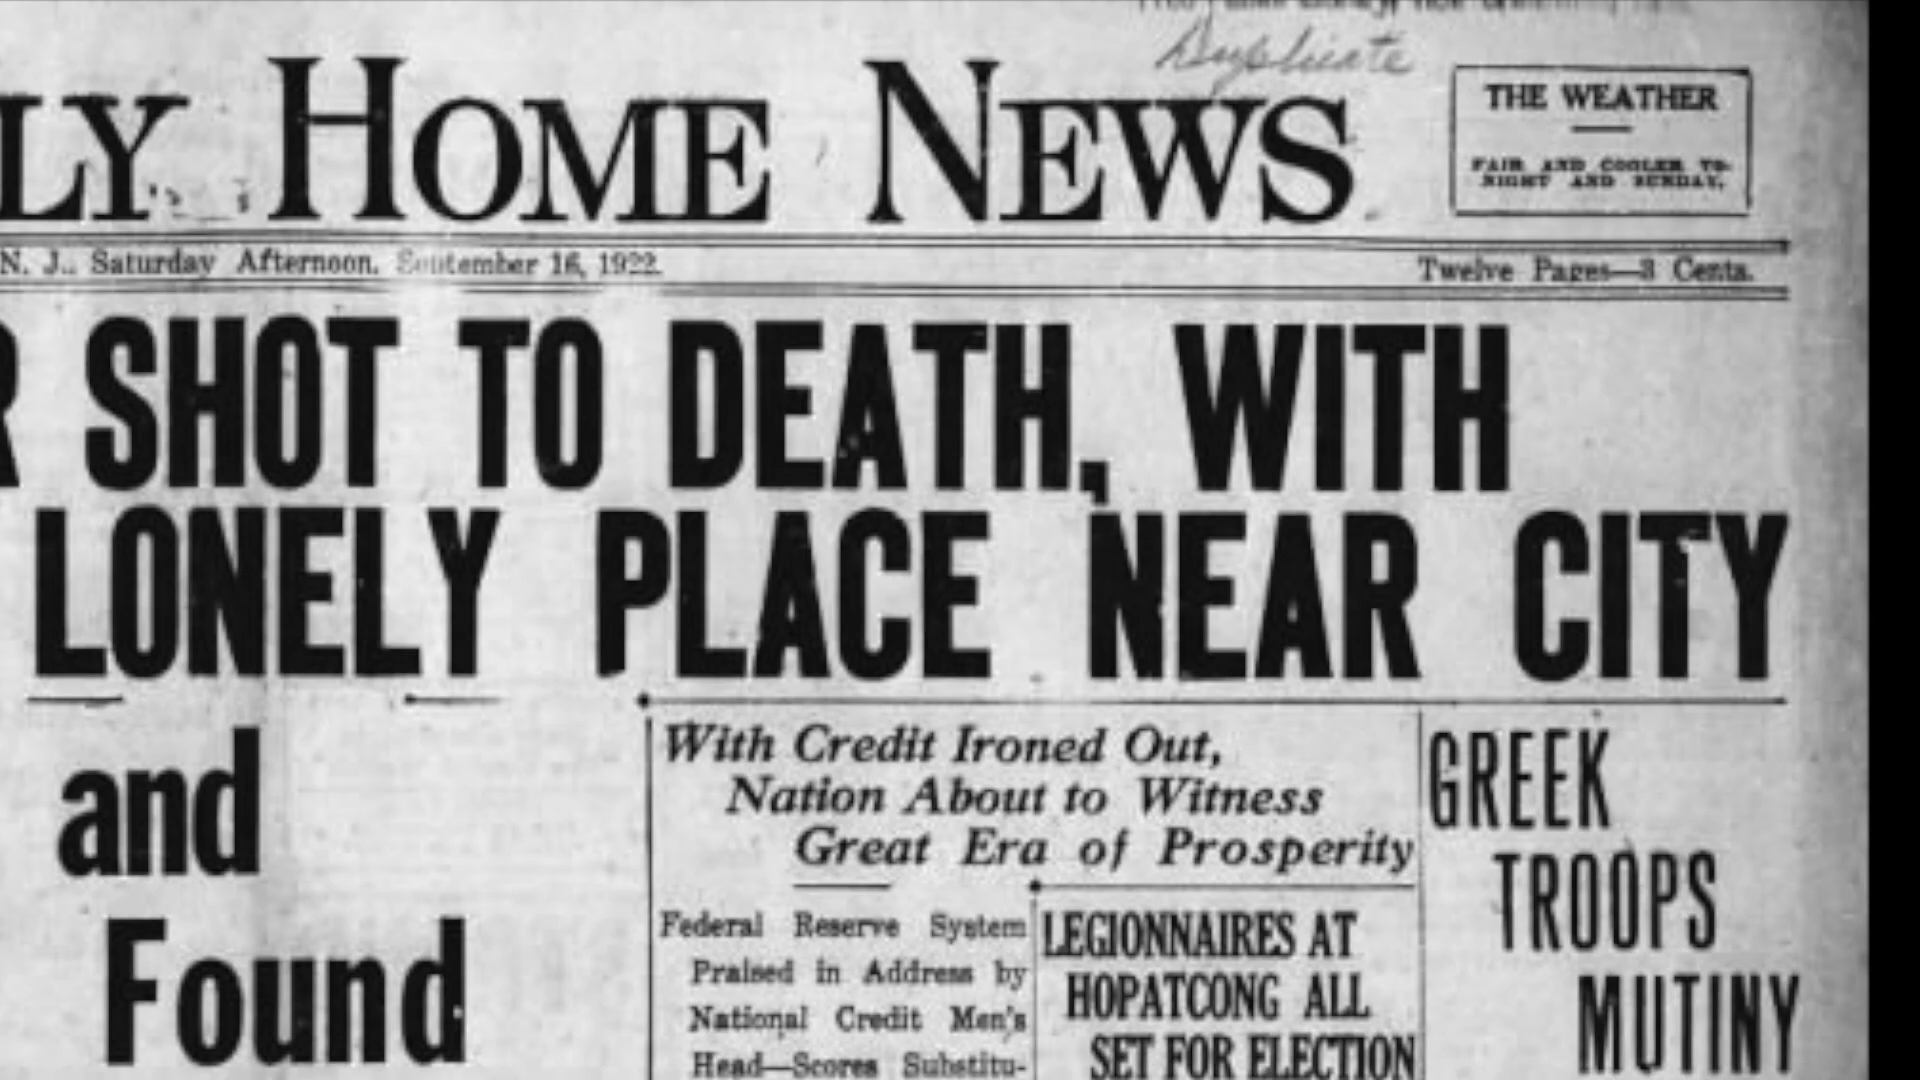 Duplicate
LY HOME NEWS
THE WEATHER
FAIR AND COOLER TO-
NIGHT AND SUNDAY.
N. J., Saturday Afternoon, September 16, 1922.
Twelve Pages—3 Cents.
R SHOT TO DEATH, WITH
LONELY PLACE NEAR CITY
and
Found
With Credit Ironed Out,
Nation About to Witness
Great Era of Prosperity
Federal Reserve System
Praised in Address by
National Credit Men's
Head—Scores Substitu-
LEGIONNAIRES AT
HOPATCONG ALL
SET FOR ELECTION
GREEK
TROOPS
MUTINY